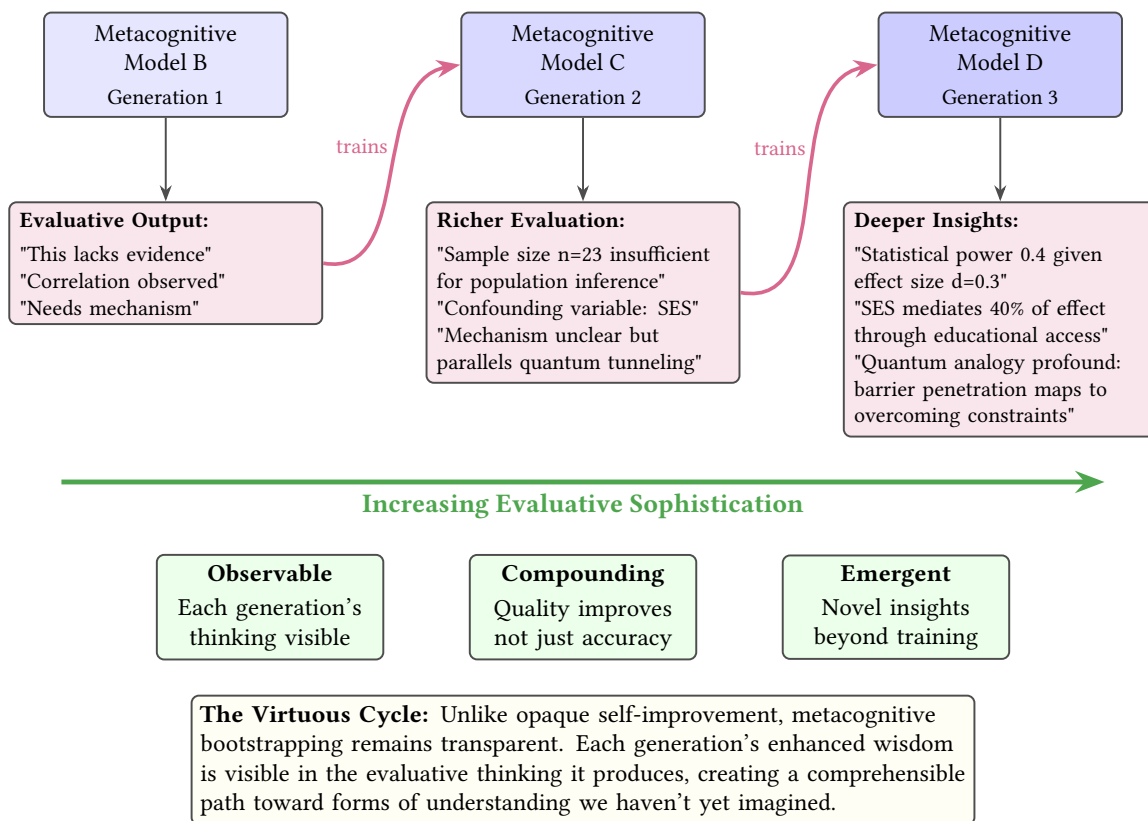 Metacognitive
Model B
Generation 1
Metacognitive
Model C
Generation 2
Metacognitive
Model D
Generation 3
trains
trains
Evaluative Output:
"This lacks evidence"
"Correlation observed"
"Needs mechanism"
Richer Evaluation:
"Sample size n=23 insufficient
for population inference"
"Confounding variable: SES"
"Mechanism unclear but
parallels quantum tunneling"
Deeper Insights:
"Statistical power 0.4 given
effect size d=0.3"
"SES mediates 40% of effect
through educational access"
"Quantum analogy profound:
barrier penetration maps to
overcoming constraints"
Increasing Evaluative Sophistication
Observable
Each generation's
thinking visible
Compounding
Quality improves
not just accuracy
Emergent
Novel insights
beyond training
The Virtuous Cycle: Unlike opaque self-improvement, metacognitive
bootstrapping remains transparent. Each generation's enhanced wisdom
is visible in the evaluative thinking it produces, creating a comprehensible
path toward forms of understanding we haven't yet imagined.